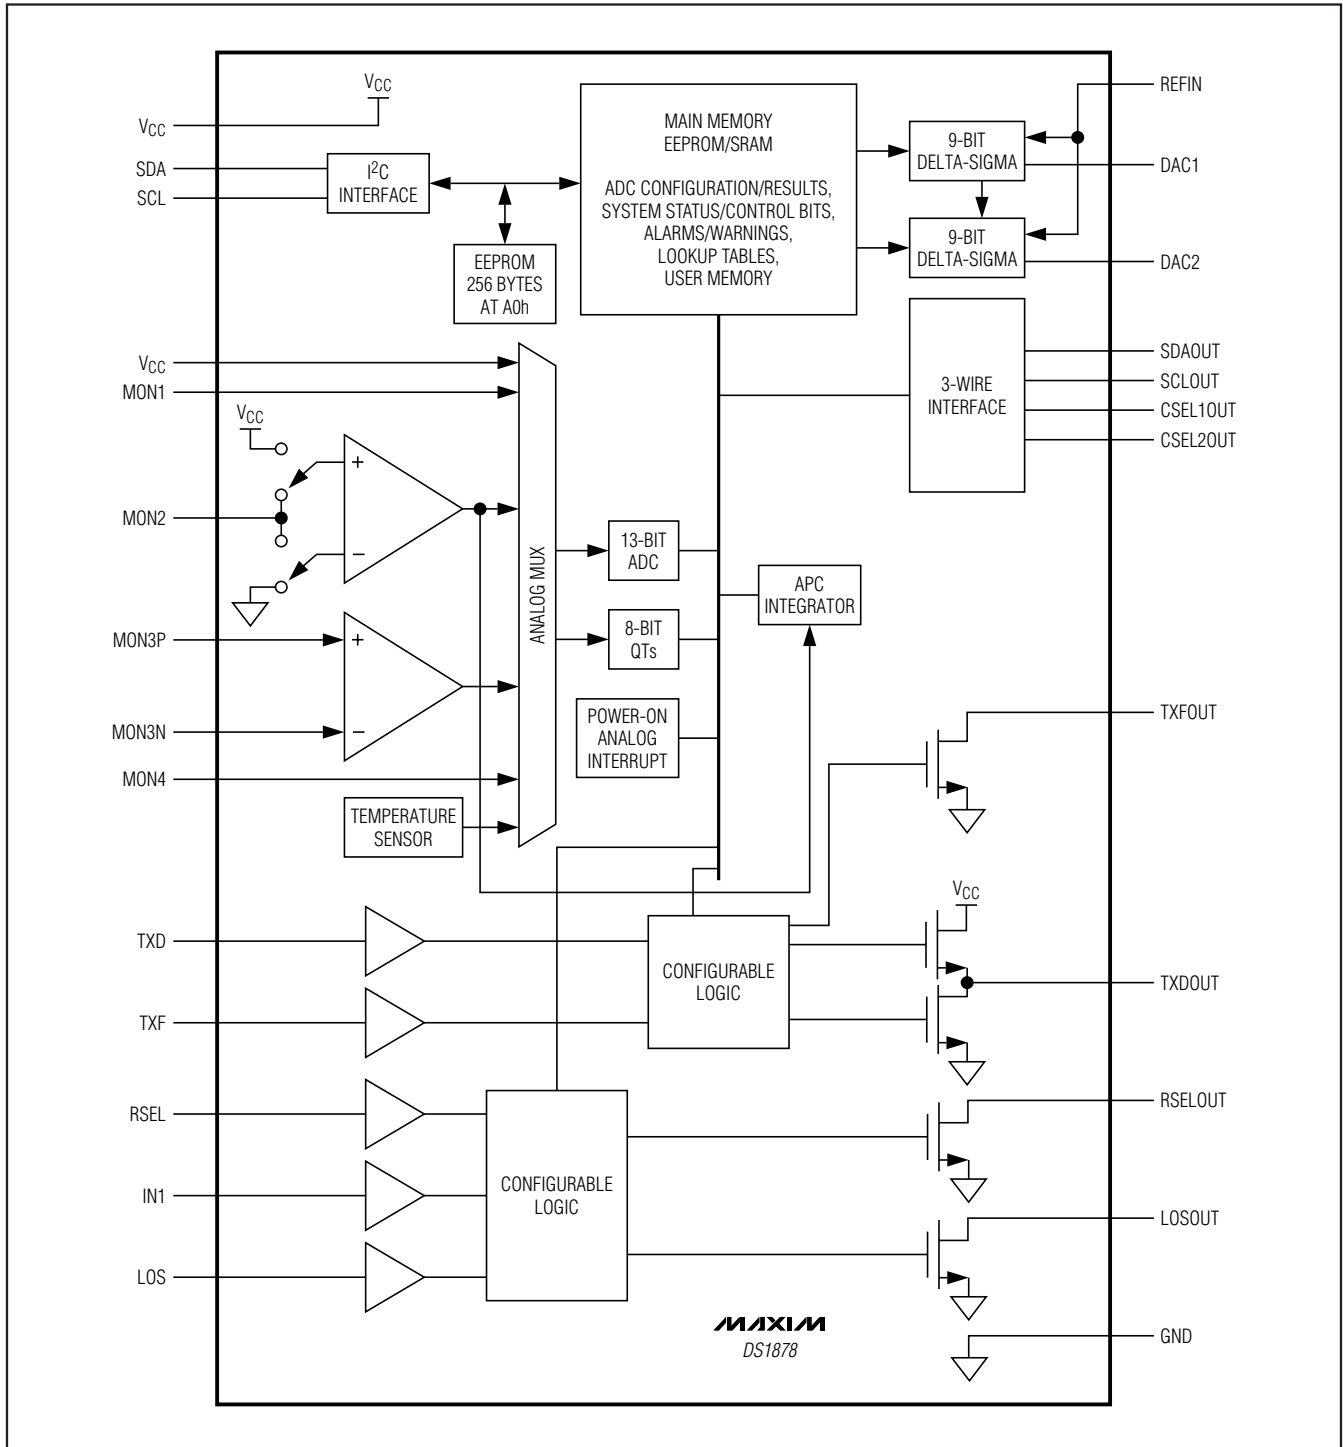 VCC
VCC
SDA
SCL
I2C
INTERFACE
EEPROM
256 BYTES
AT A0h
MAIN MEMORY
EEPROM/SRAM
ADC CONFIGURATION/RESULTS,
SYSTEM STATUS/CONTROL BITS,
ALARMS/WARNINGS,
LOOKUP TABLES,
USER MEMORY
9-BIT
DELTA-SIGMA
9-BIT
DELTA-SIGMA
REFIN
DAC1
DAC2
3-WIRE
INTERFACE
SDAOUT
SCLOUT
CSEL1OUT
CSEL2OUT
VCC
MON1
VCC
MON2
+
−
MON3P
MON3N
+
−
MON4
TEMPERATURE
SENSOR
ANALOG MUX
13-BIT
ADC
8-BIT
QTs
POWER-ON
ANALOG
INTERRUPT
APC
INTEGRATOR
TXFOUT
TXD
TXF
CONFIGURABLE
LOGIC
VCC
TXDOUT
RSEL
IN1
LOS
CONFIGURABLE
LOGIC
RSELOUT
LOSOUT
GND
MAXIM
DS1878